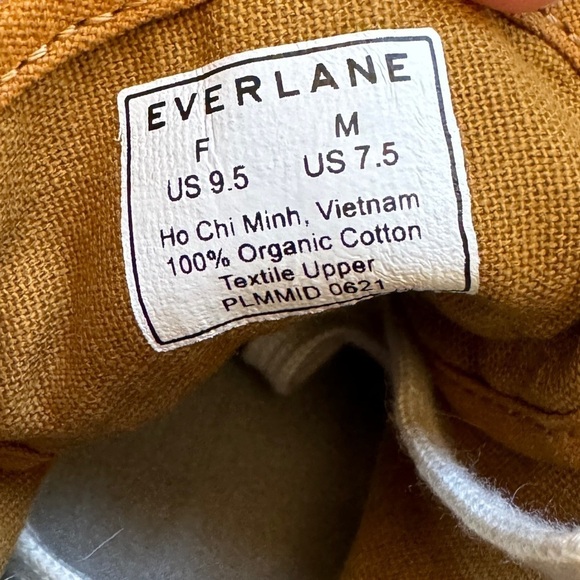 EVERLANE
F M
US 9.5 US 7.5
Ho Chi Minh, Vietnam
100% Organic Cotton
Textile Upper
PLMMID 0621